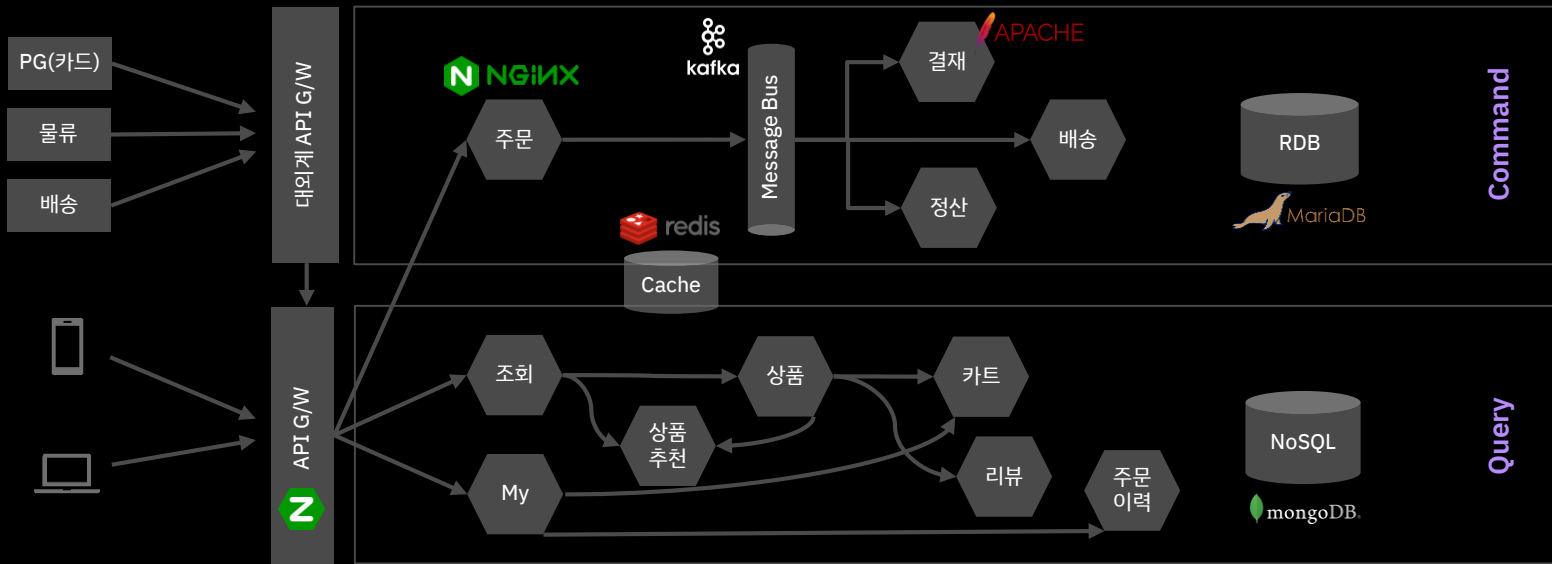 PG(카드)
물류
배송
대외계 API G/W
NGINX
주문
kafka
Message Bus
결재
APACHE
배송
정산
RDB
MariaDB
Command
redis
Cache
API G/W
조회
상품
카트
상품
추천
My
리뷰
주문
이력
NoSQL
mongoDB.
Query